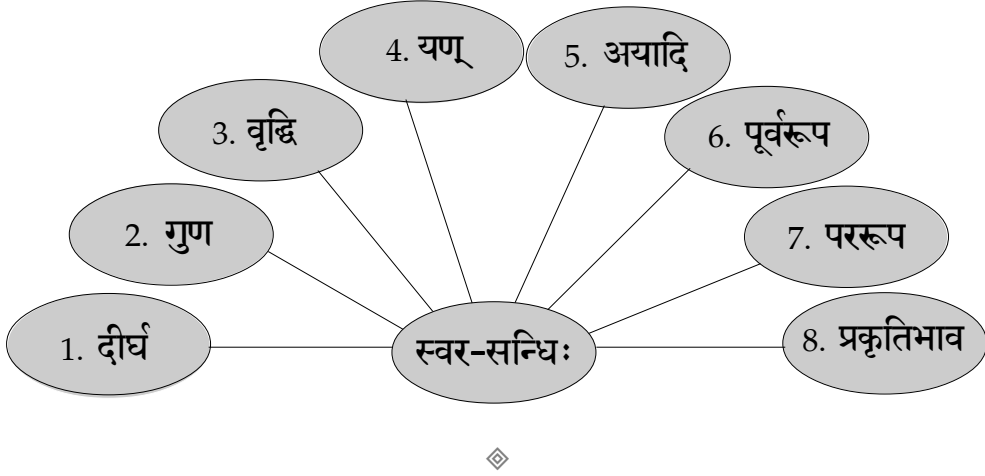 4. यण्
5. अयादि
3. वृद्धि
6. पूर्वरूप
2. गुण
7. पररूप
1. दीर्घ
स्वर-सन्धिः
8. प्रकृतिभाव